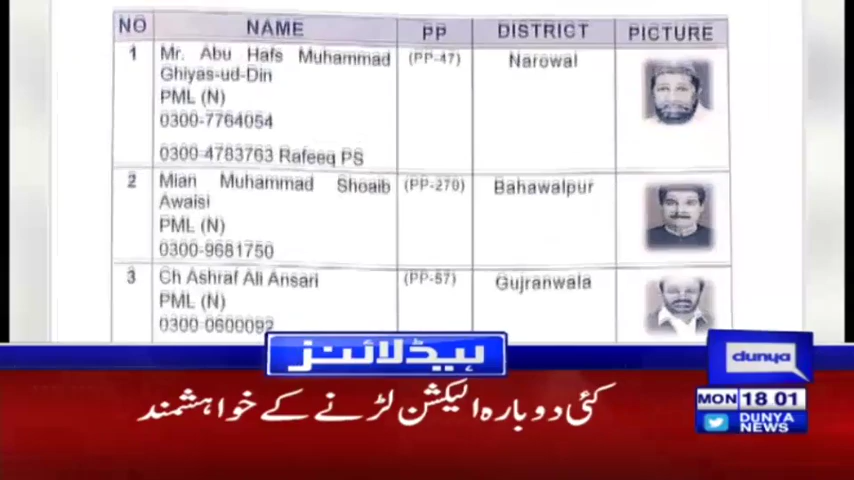 NO NAME PP DISTRICT PICTURE
1 Mr. Abu Hafs Muhammad (PP-47) Narowal
Ghiyas-ud-Din
PML (N)
0300-7764054
0300-4783763 Rafeeq PS
2 Mian Muhammad Shoaib (PP-270) Bahawalpur
Awaisi
PML (N)
0300-9681750
3 Ch Ashraf Ali Ansari (PP-57) Gujranwala
PML (N)
0300-0600092
ہیڈلائنز
کئی دوبارہ الیکشن لڑنے کے خواہشمند
dunya
MON 18 01
DUNYA
NEWS